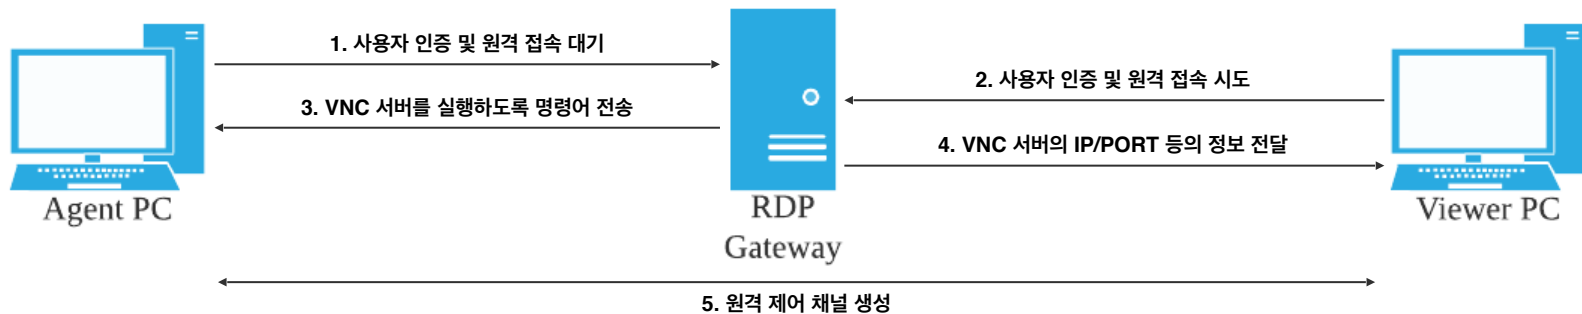 1. 사용자 인증 및 원격 접속 대기
2. 사용자 인증 및 원격 접속 시도
3. VNC 서버를 실행하도록 명령어 전송
4. VNC 서버의 IP/PORT 등의 정보 전달
Agent PC
RDP
Gateway
Viewer PC
5. 원격 제어 채널 생성